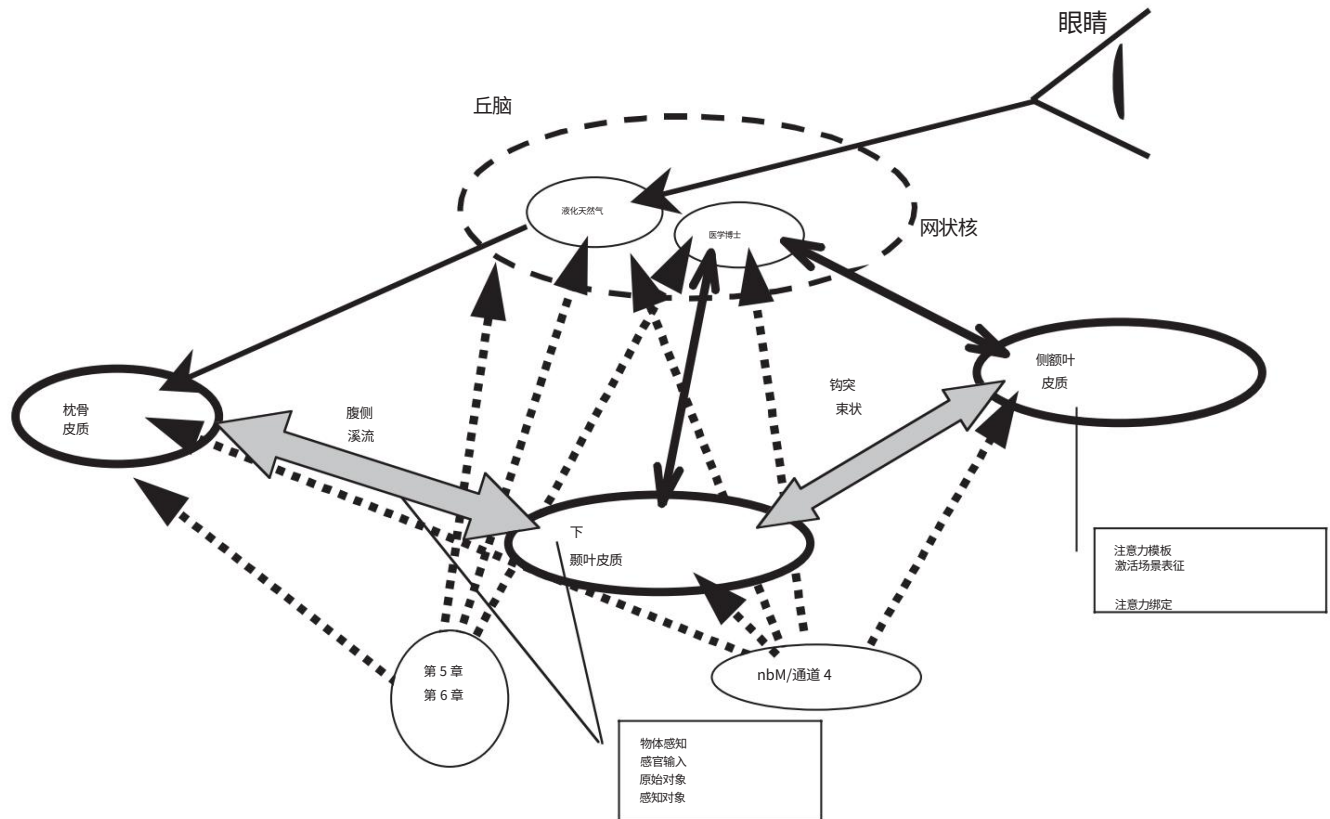 眼睛
丘脑
液化天然气
医学博士
网状核
侧额叶
皮质
枕骨
皮质
腹侧
溪流
钩突
束状
下
颞叶皮质
注意力模板
激活场景表征
注意力绑定
第 5 章
第 6 章
nbM/通道 4
物体感知
感官输入
原始对象
感知对象